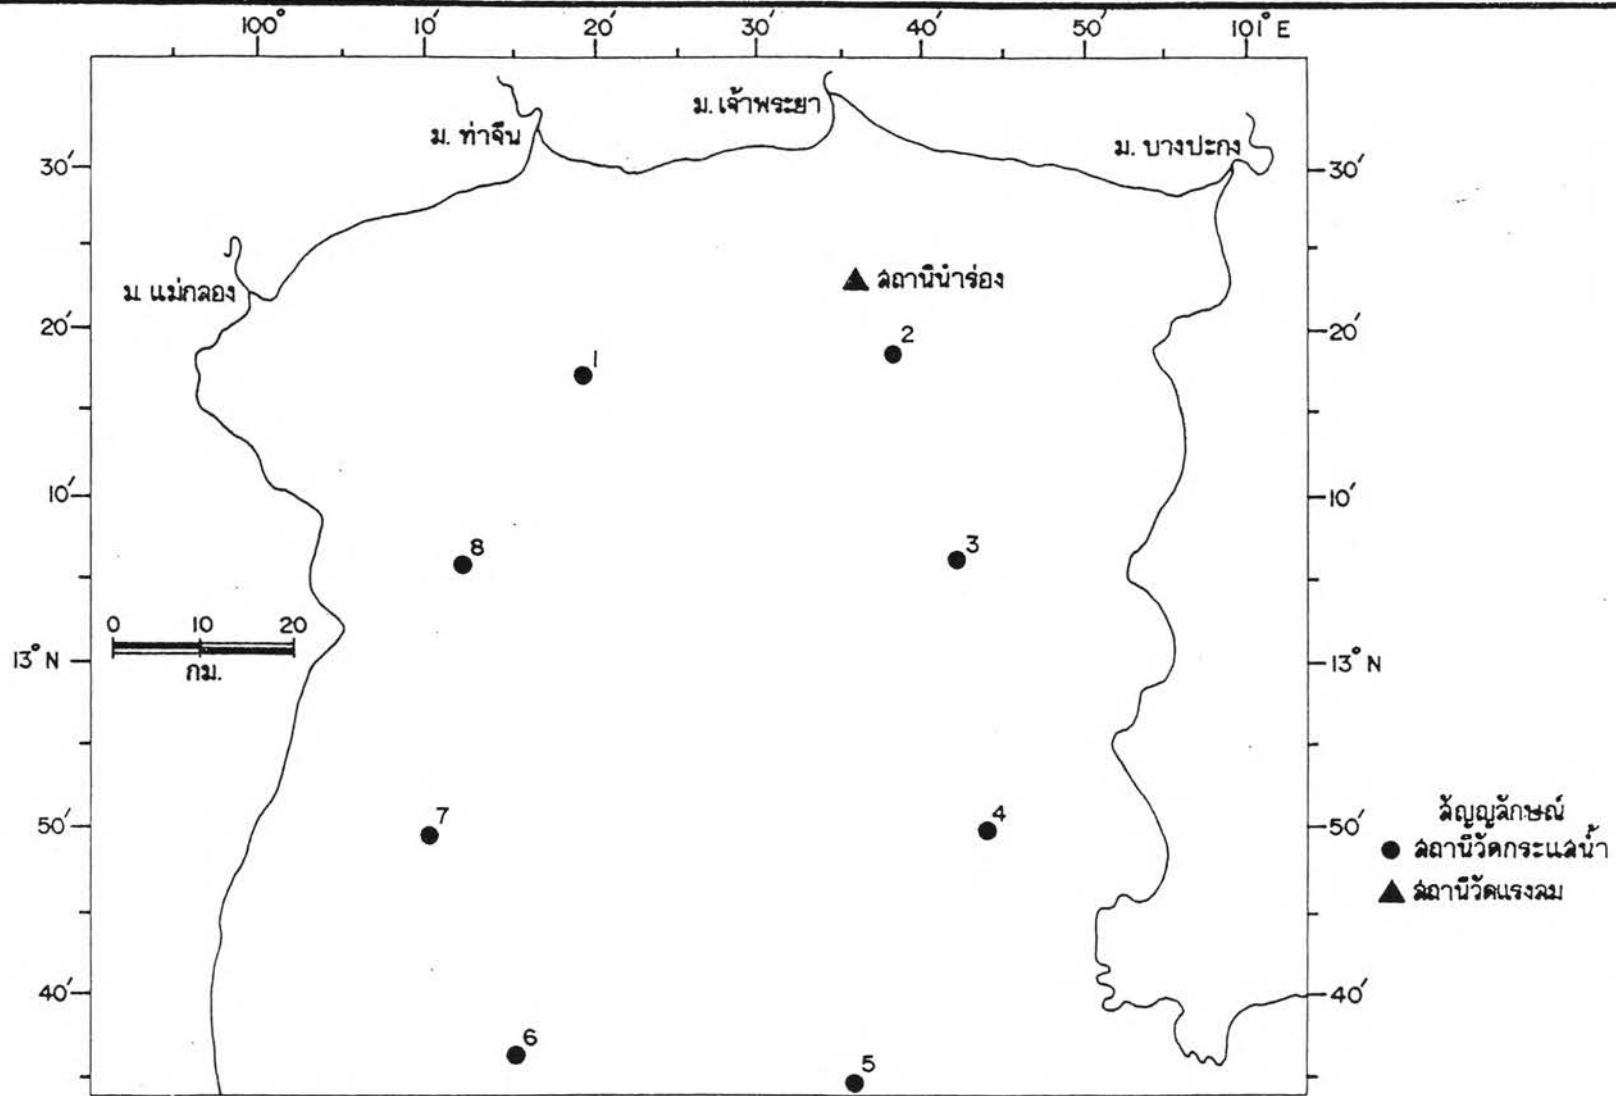 100° 10′ 20′ 30′ 40′ 50′ 10° E
ม. เจ้าพระยา
ม. ท่าจีน
ม. บางปะกง
30′ 30′
ม. แม่กลอง
สถานีนำร่อง
20′ 20′
2
1
10′ 10′
8 3
0 10 20
กม.
13° N 13° N
7 4
50′ 50′
สัญญลักษณ์
สถานีวัดกระแสน้ำ
สถานีวัดแรงลม
40′ 40′
6
5